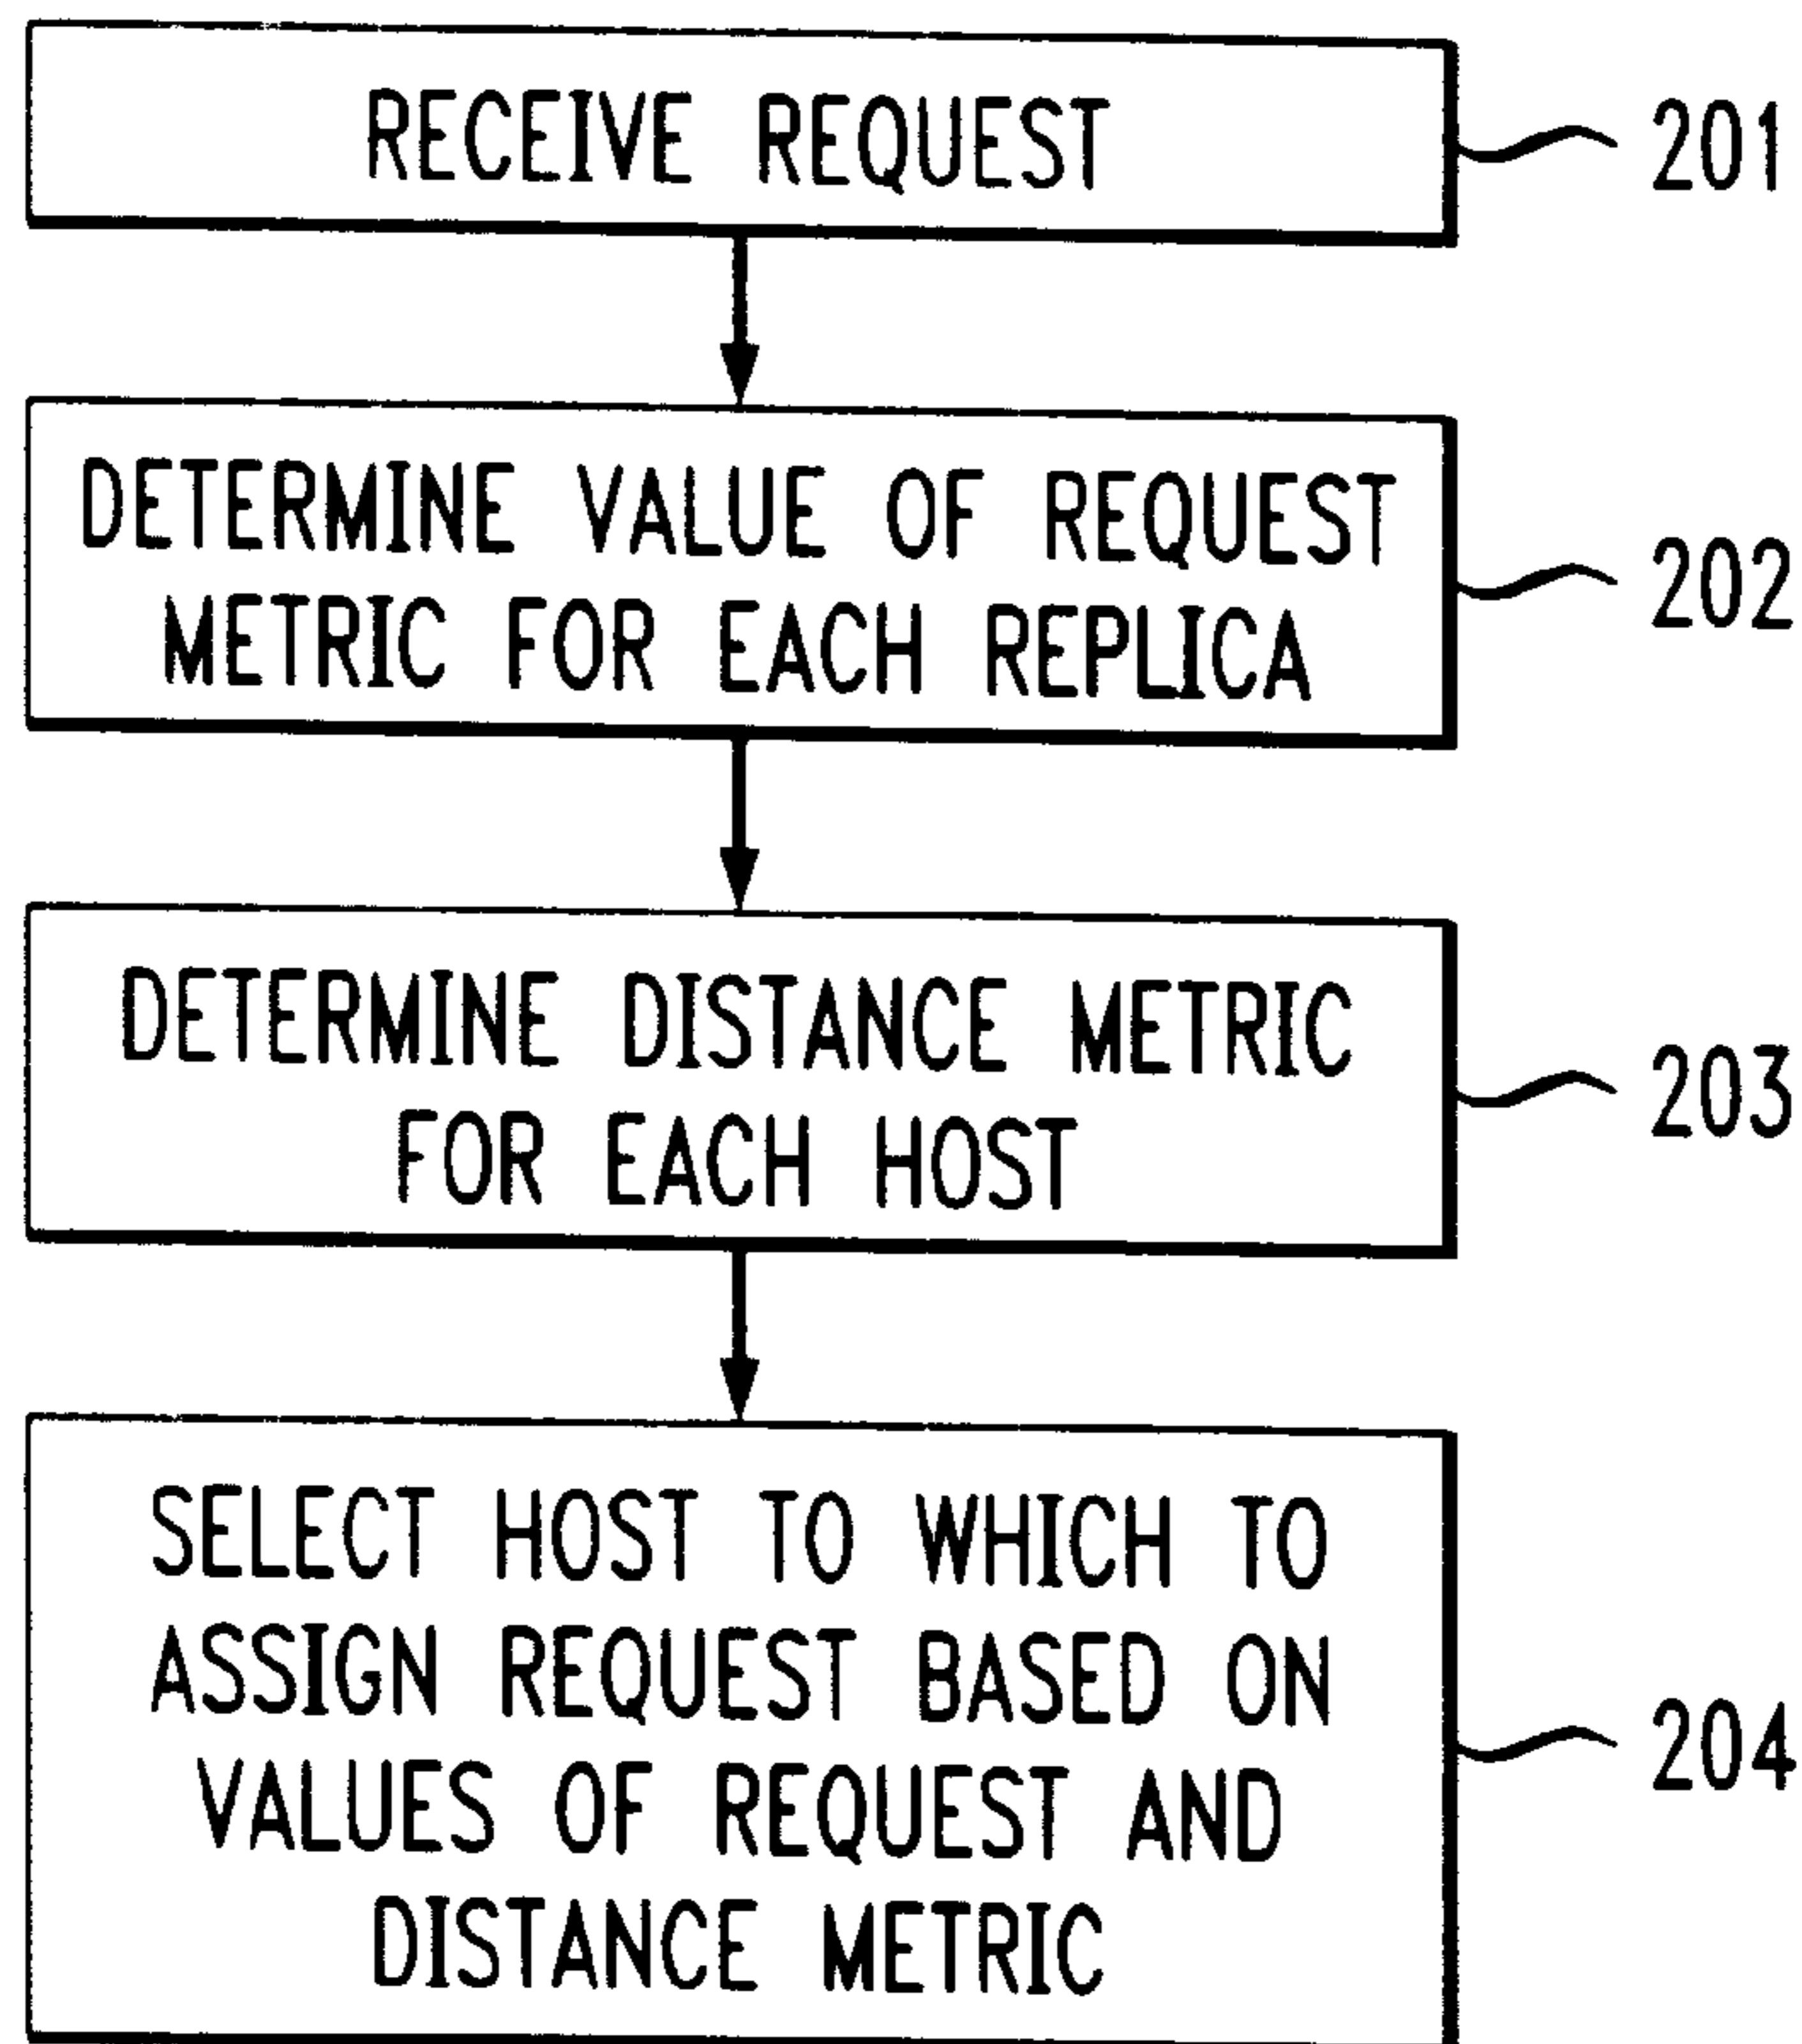 RECEIVE REQUEST
201
DETERMINE VALUE OF REQUEST
METRIC FOR EACH REPLICA
202
DETERMINE DISTANCE METRIC
FOR EACH HOST
203
SELECT HOST TO WHICH TO
ASSIGN REQUEST BASED ON
VALUES OF REQUEST AND
DISTANCE METRIC
204